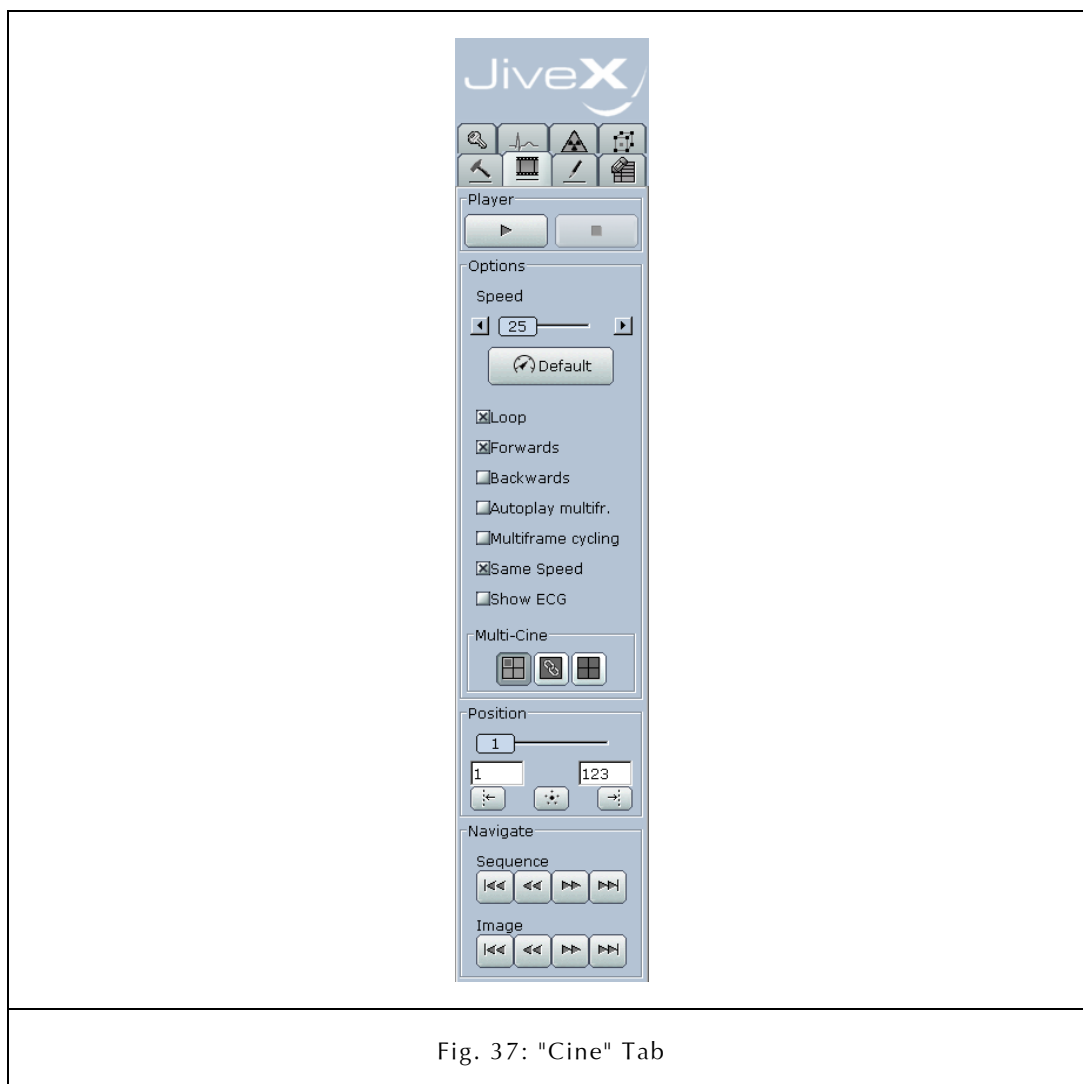 JiveX
Player
Options
Speed
25
Default
Loop
Forwards
Backwards
Autoplay multifr.
Multiframe cycling
Same Speed
Show ECG
Multi-Cine
Position
1
1 123
Navigate
Sequence
Image
Fig. 37: "Cine" Tab